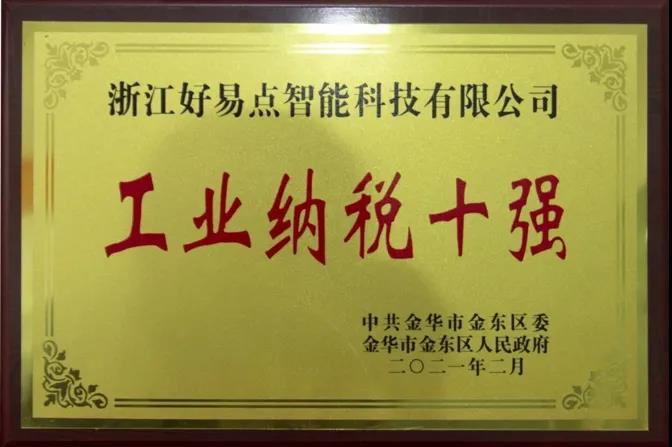 浙江好易点智能科技有限公司
工业纳税十强
中共金华市金东区委
金华市金东区人民政府
二〇二一年二月